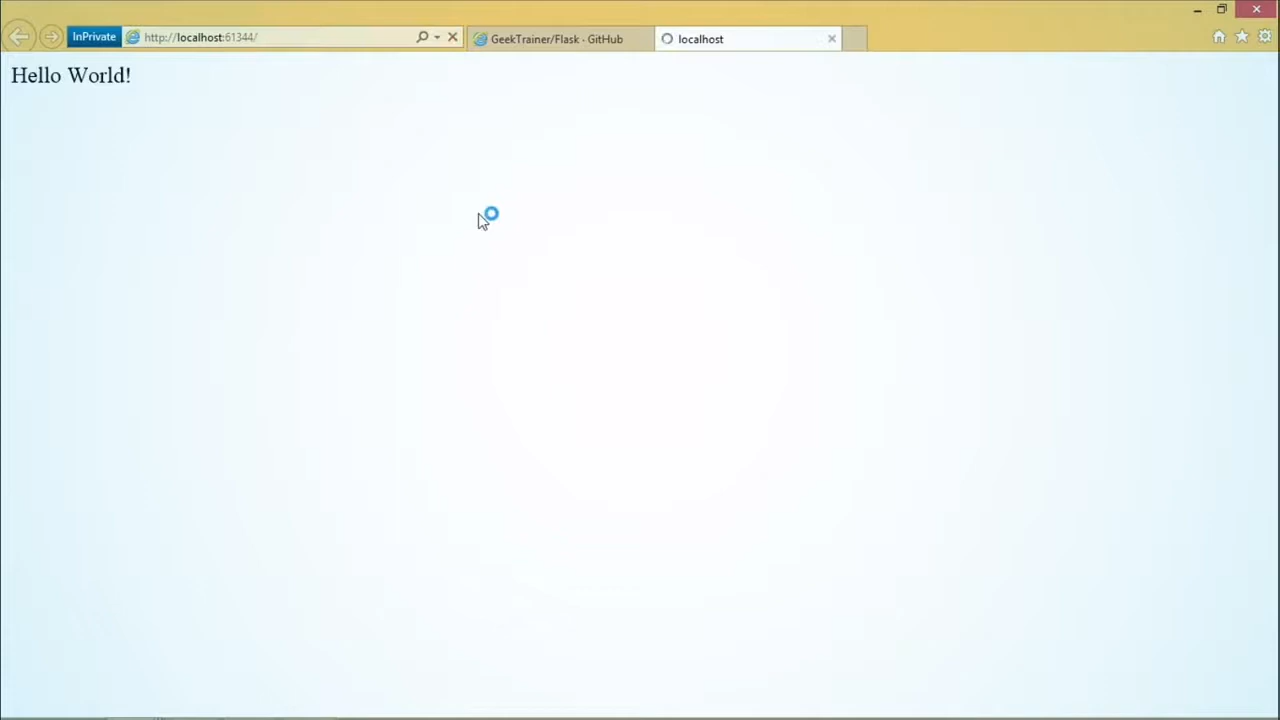 InPrivate
http://localhost:61344/
GeekTrainer/Flask - GitHub
localhost
Hello World!